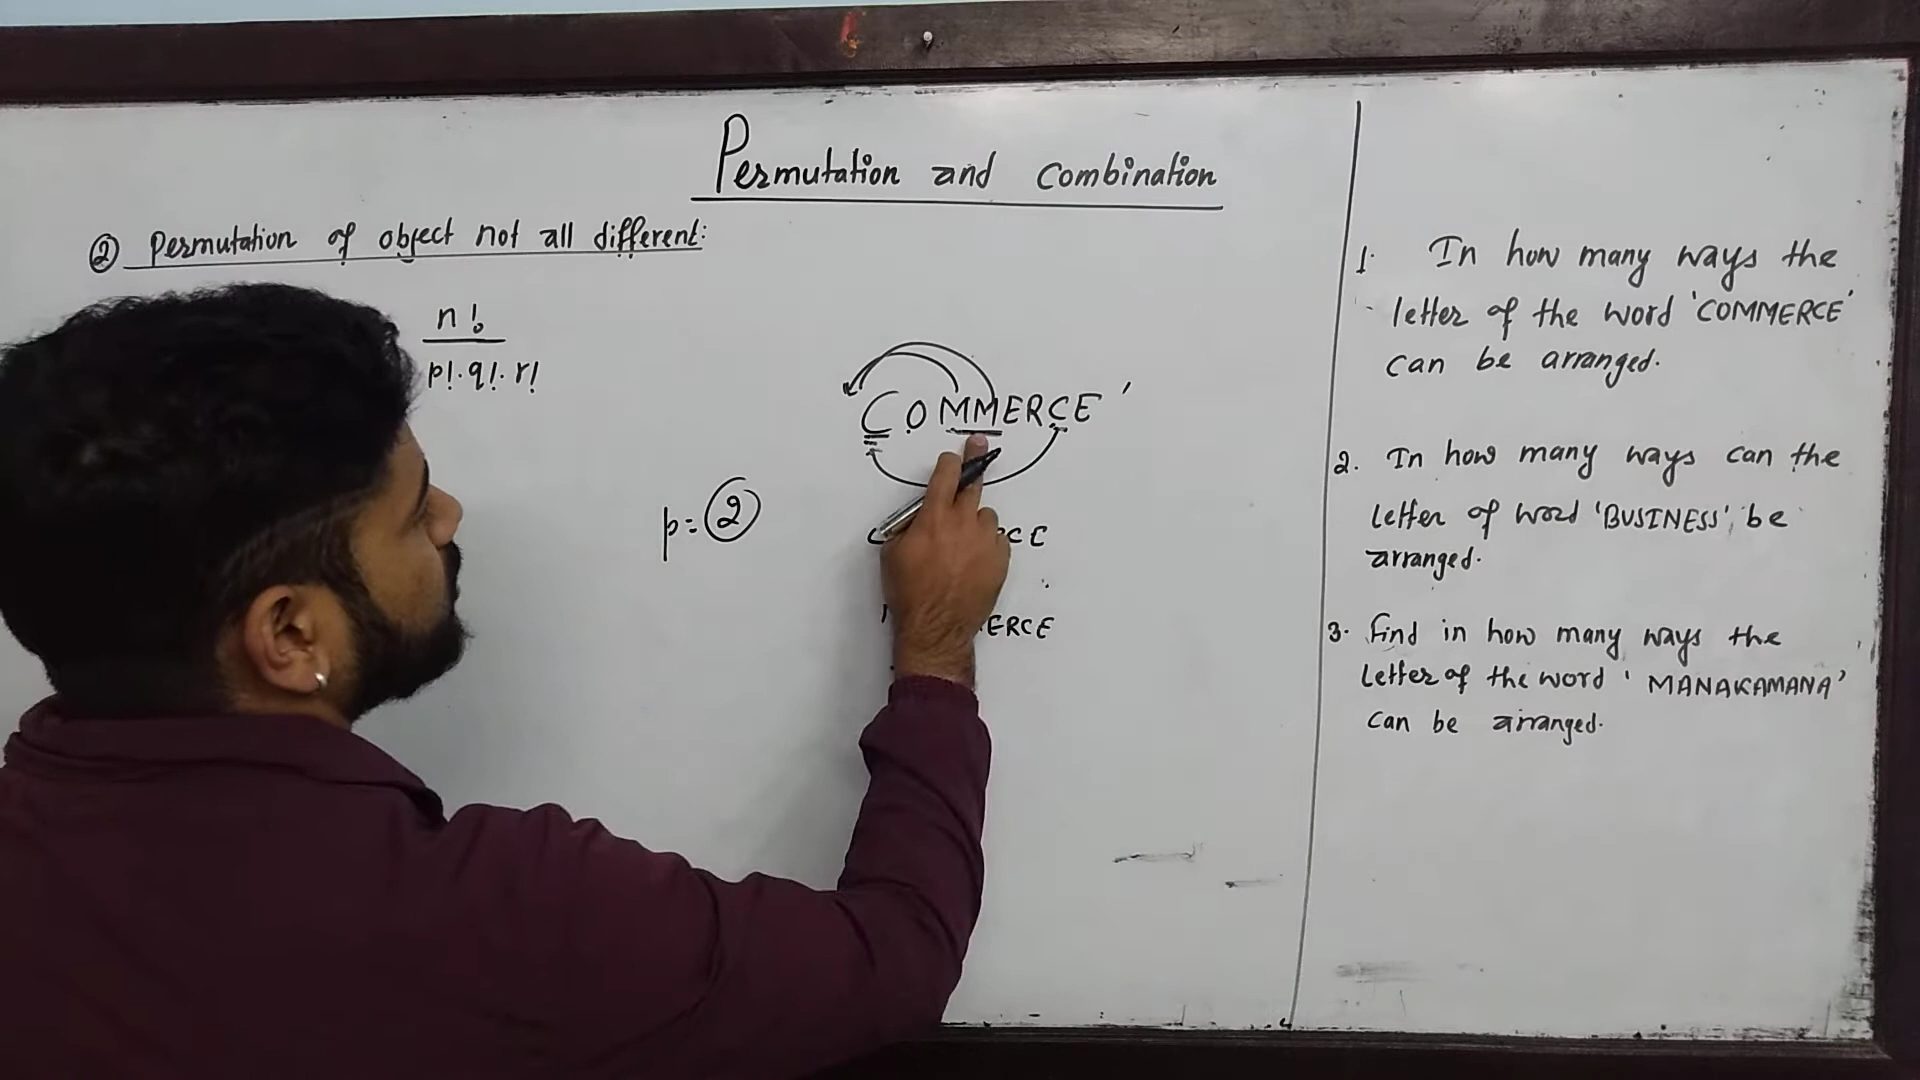 Permutation and Combination
② Permutation of object not all different:
n!
p!.q!.r!
COMMERCE'
p=②
CE
ERCE
1. In how many ways the
letter of the word 'COMMERCE'
can be arranged.
2. In how many ways can the
letter of word 'BUSINESS', be
arranged.
3. Find in how many ways the
letter of the word ' MANAKAMANA'
can be arranged.